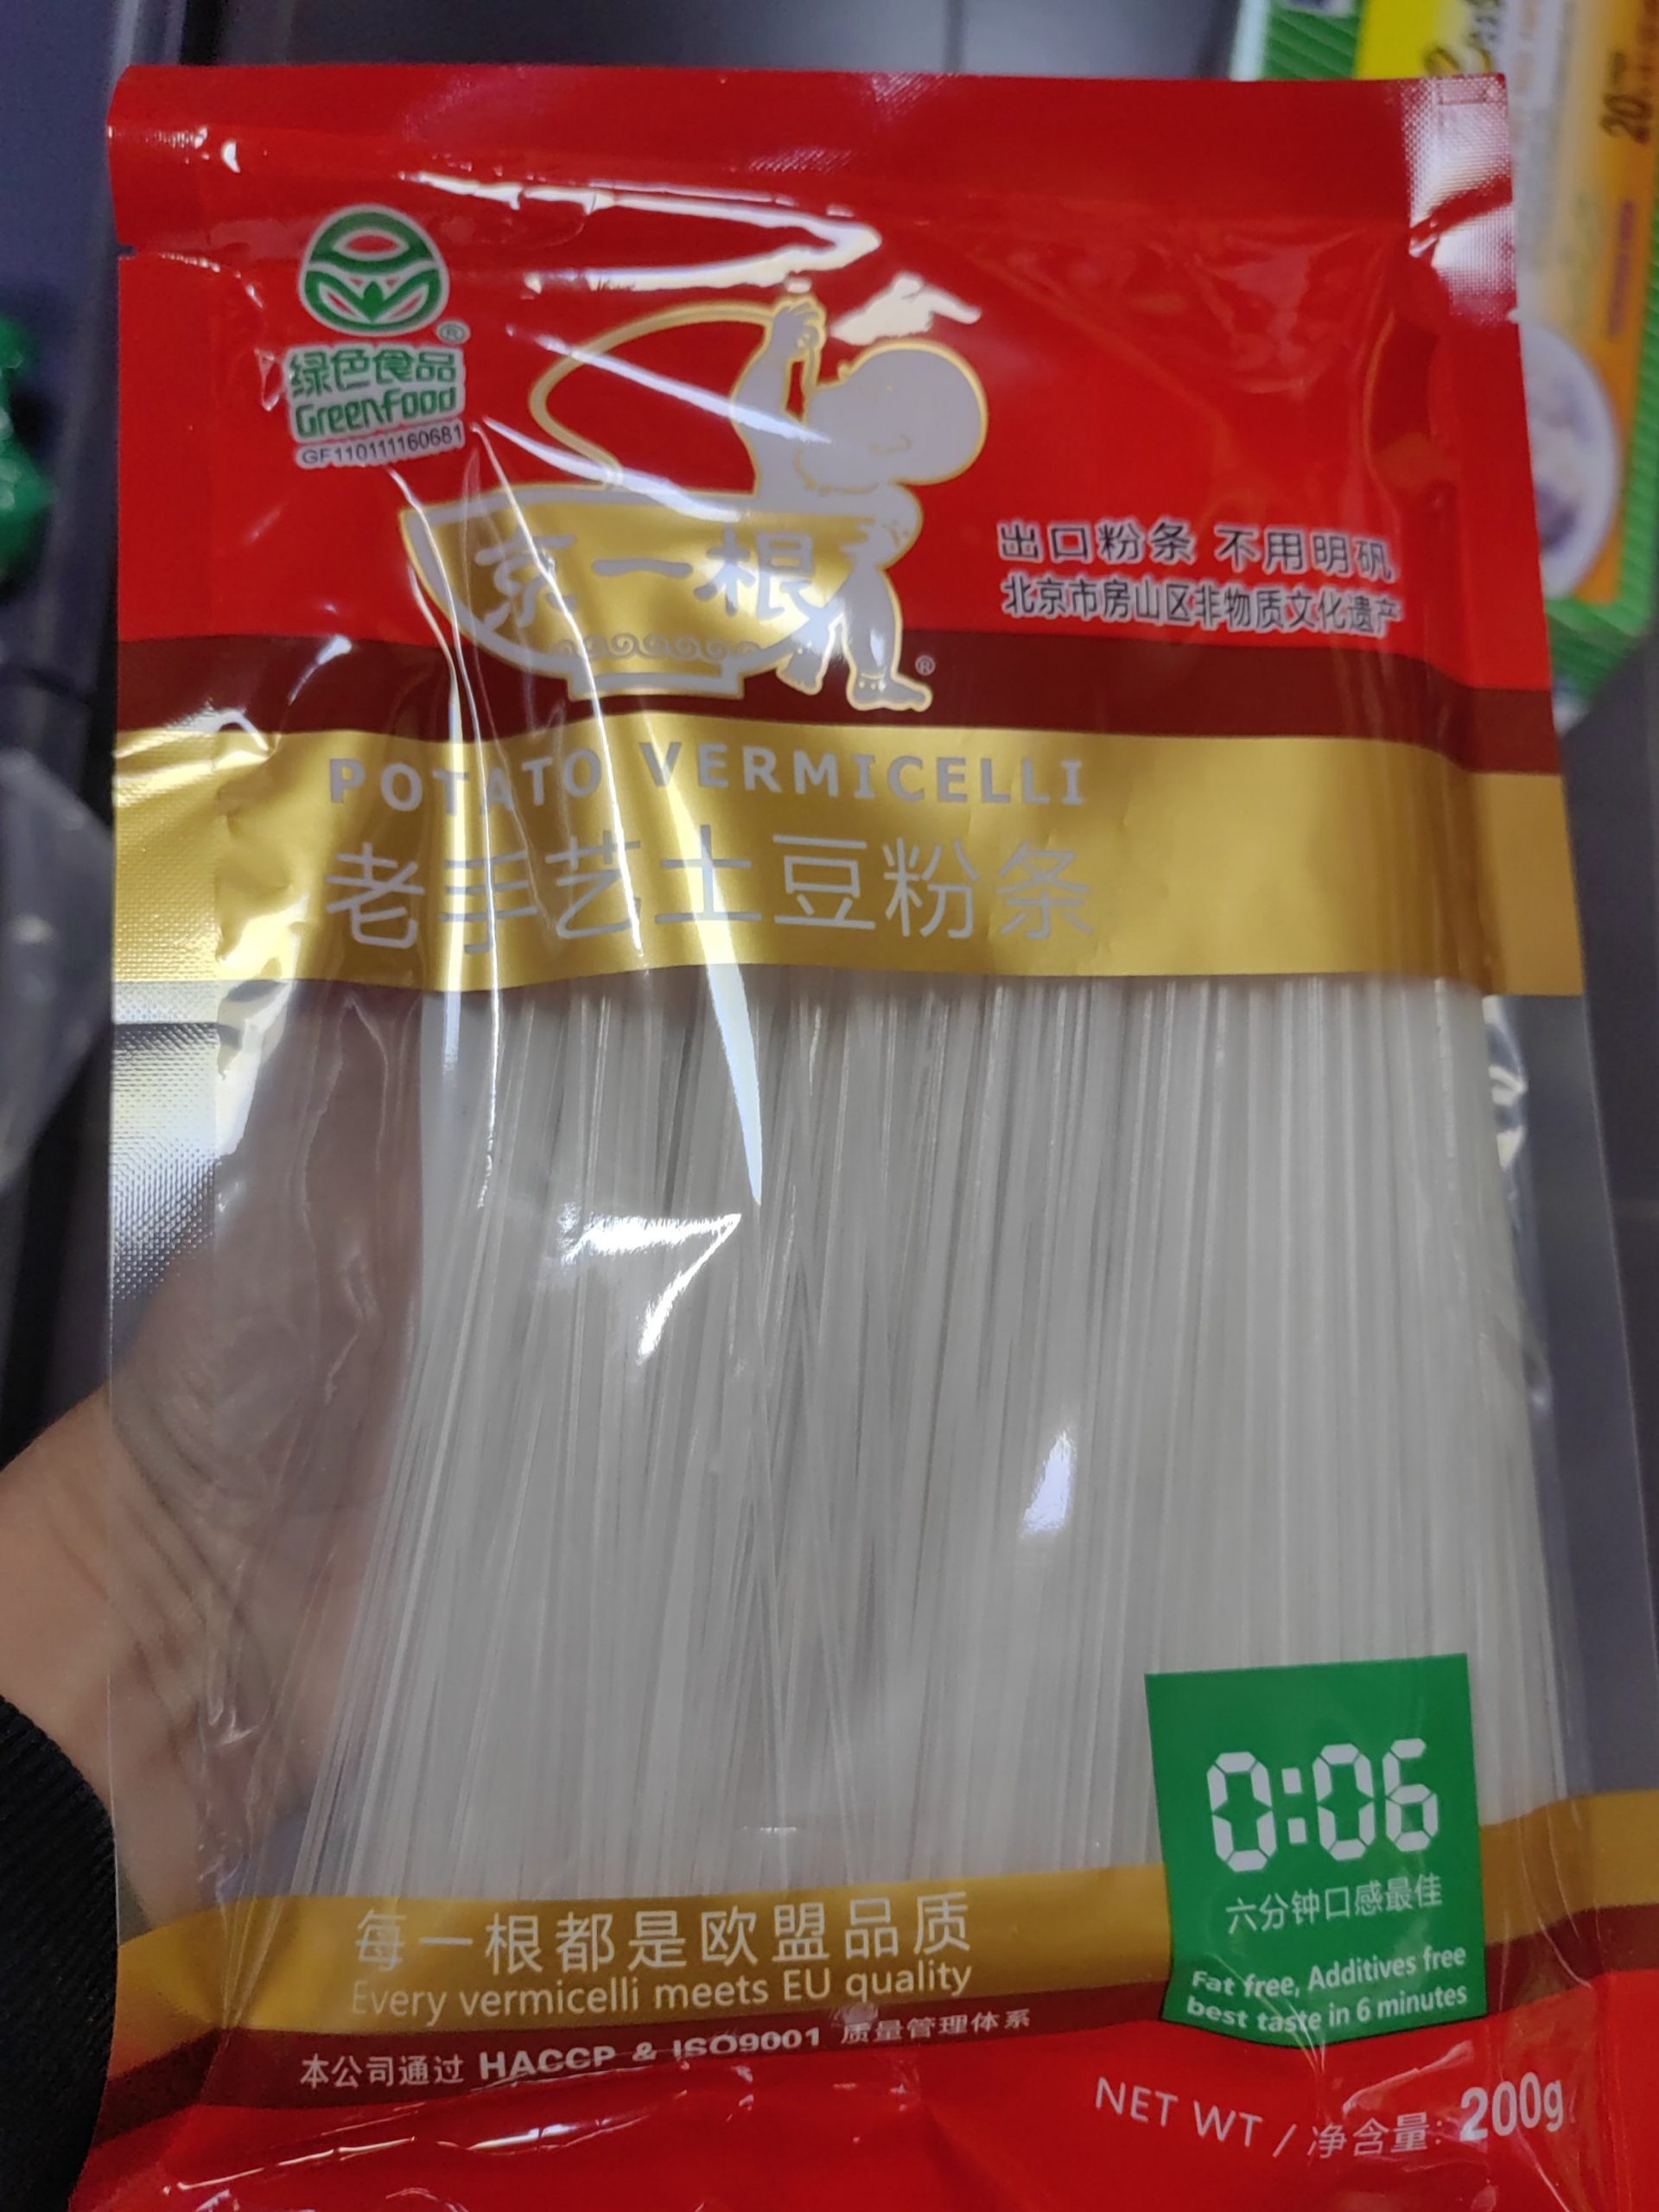 绿色食品
Greenfood
GF110111160681
京一根
出口粉条 不用明矾
北京市房山区非物质文化遗产
POTATO VERMICELLI
老手艺土豆粉条
0:06
六分钟口感最佳
Fat free, Additives free
best taste in 6 minutes
每一根都是欧盟品质
Every vermicelli meets EU quality
本公司通过 HACCP & ISO9001 质量管理体系
NET WT / 净含量: 200g
20